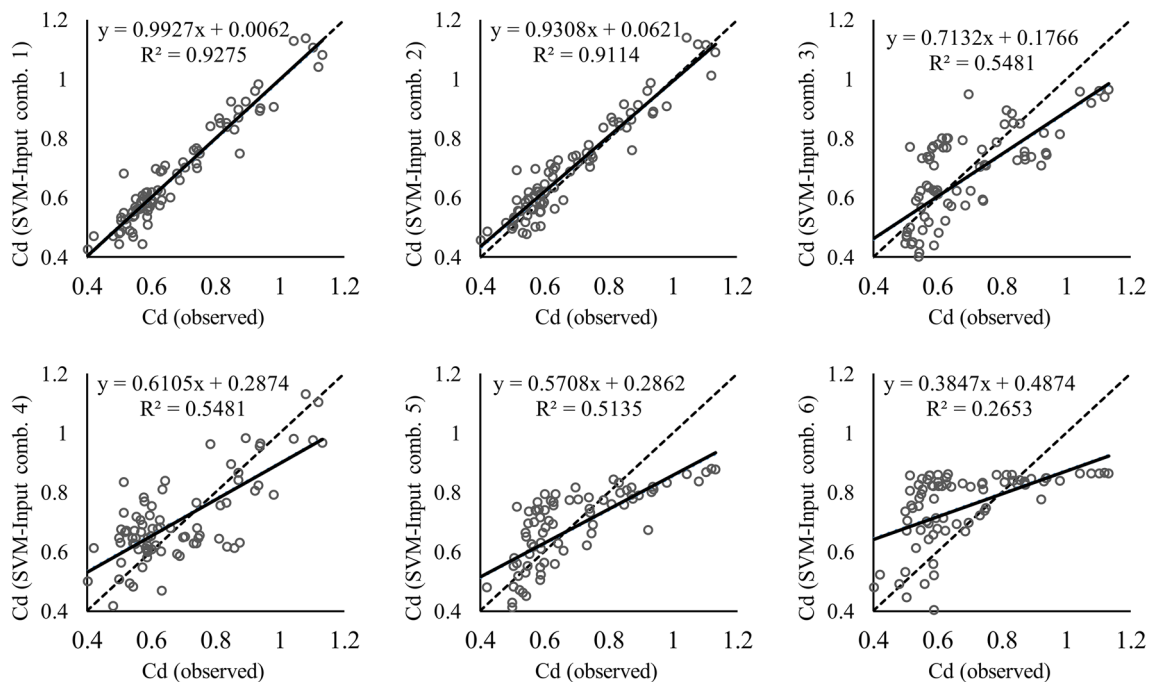 y = 0.9927x + 0.0062
R² = 0.9275
Cd (SVM-Input comb. 1)
1.2
1
0.8
0.6
0.4
0.4 0.6 0.8 1 1.2
Cd (observed)
y = 0.9308x + 0.0621
R² = 0.9114
Cd (SVM-Input comb. 2)
1.2
1
0.8
0.6
0.4
0.4 0.6 0.8 1 1.2
Cd (observed)
y = 0.7132x + 0.1766
R² = 0.5481
Cd (SVM-Input comb. 3)
1.2
1
0.8
0.6
0.4
0.4 0.6 0.8 1 1.2
Cd (observed)
y = 0.6105x + 0.2874
R² = 0.5481
Cd (SVM-Input comb. 4)
1.2
1
0.8
0.6
0.4
0.4 0.6 0.8 1 1.2
Cd (observed)
y = 0.5708x + 0.2862
R² = 0.5135
Cd (SVM-Input comb. 5)
1.2
1
0.8
0.6
0.4
0.4 0.6 0.8 1 1.2
Cd (observed)
y = 0.3847x + 0.4874
R² = 0.2653
Cd (SVM-Input comb. 6)
1.2
1
0.8
0.6
0.4
0.4 0.6 0.8 1 1.2
Cd (observed)